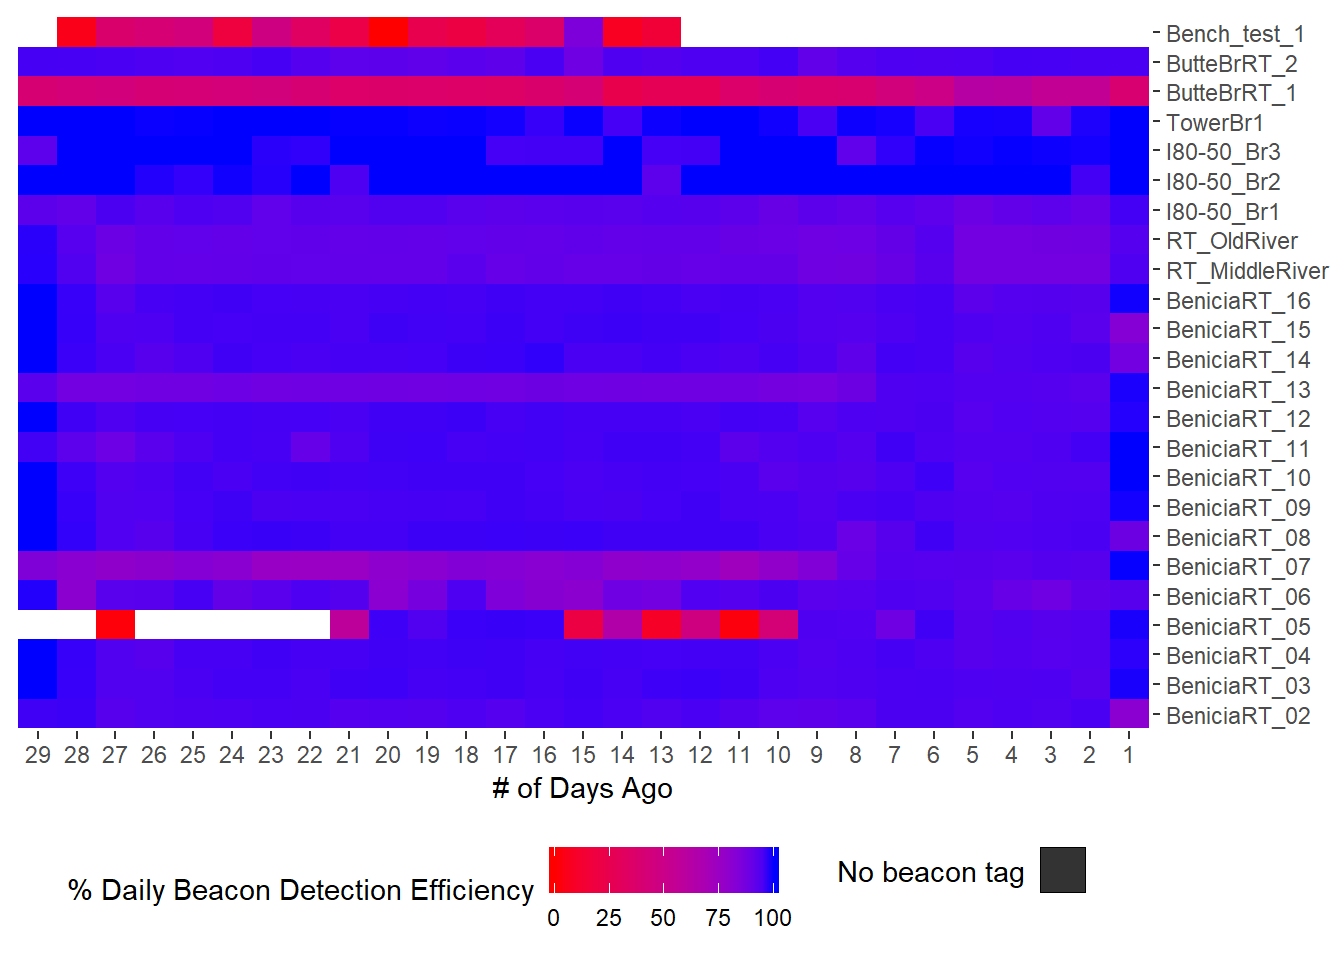 Bench_test_1
ButteBrRT_2
ButteBrRT_1
TowerBr1
I80-50_Br3
I80-50_Br2
I80-50_Br1
RT_OldRiver
RT_MiddleRiver
BeniciaRT_16
BeniciaRT_15
BeniciaRT_14
BeniciaRT_13
BeniciaRT_12
BeniciaRT_11
BeniciaRT_10
BeniciaRT_09
BeniciaRT_08
BeniciaRT_07
BeniciaRT_06
BeniciaRT_05
BeniciaRT_04
BeniciaRT_03
BeniciaRT_02
29 28 27 26 25 24 23 22 21 20 19 18 17 16 15 14 13 12 11 10 9 8 7 6 5 4 3 2 1
# of Days Ago
% Daily Beacon Detection Efficiency
0 25 50 75 100
No beacon tag